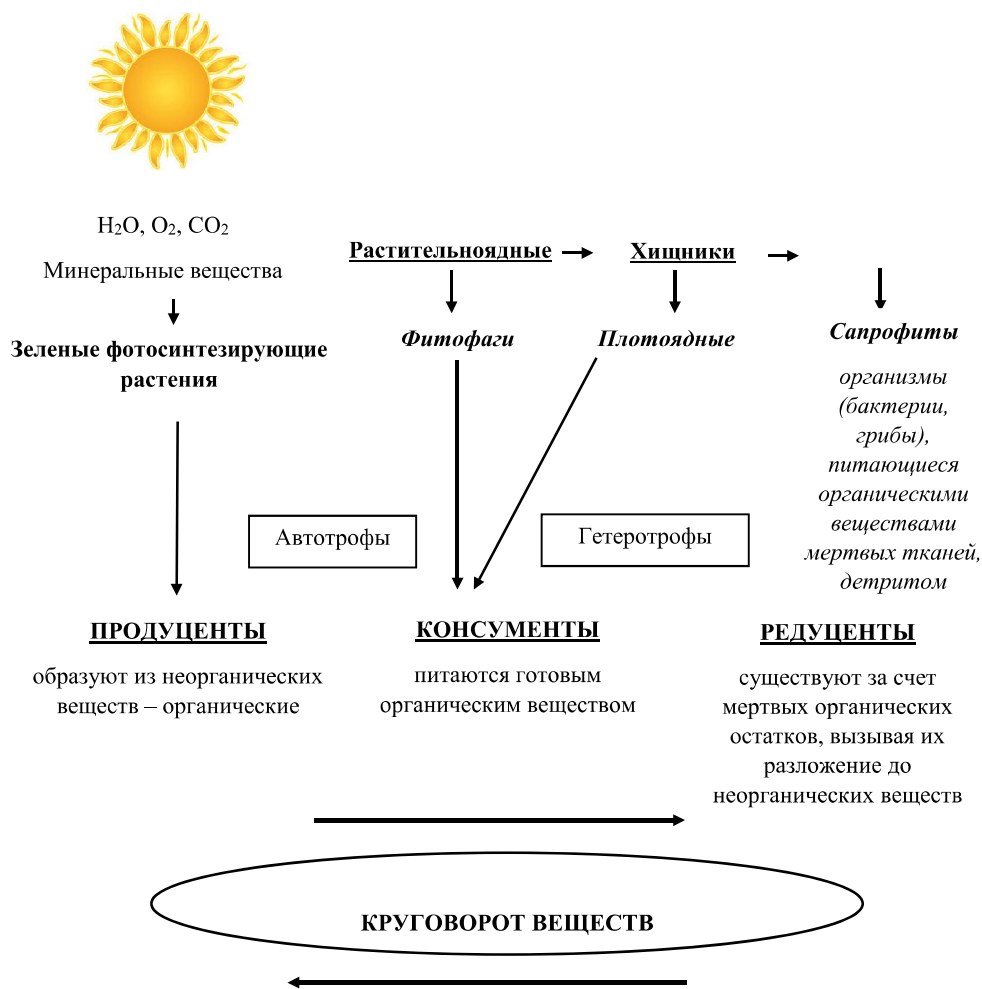 H₂O, O₂, CO₂
Минеральные вещества
Зеленые фотосинтезирующие
растения
Растительноядные
Хищники
Фитофаги
Плотоядные
Сапрофиты
организмы
(бактерии,
грибы),
питающиеся
органическими
веществами
мертвых тканей,
детритом
Автотрофы
Гетеротрофы
ПРОДУЦЕНТЫ
образуют из неорганических
веществ – органические
КОНСУМЕНТЫ
питаются готовым
органическим веществом
РЕДУЦЕНТЫ
существуют за счет
мертвых органических
остатков, вызывая их
разложение до
неорганических веществ
КРУГОВОРОТ ВЕЩЕСТВ